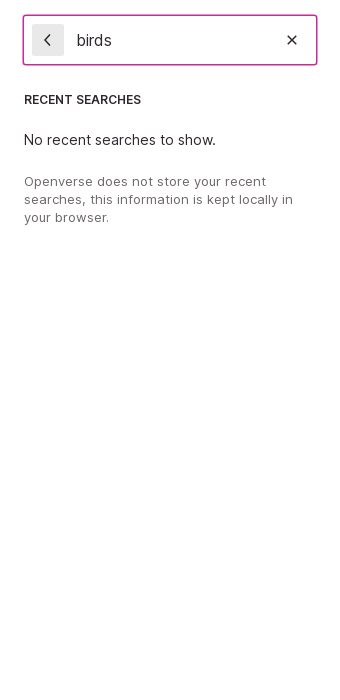 birds
RECENT SEARCHES
No recent searches to show.
Openverse does not store your recent
searches, this information is kept locally in
your browser.